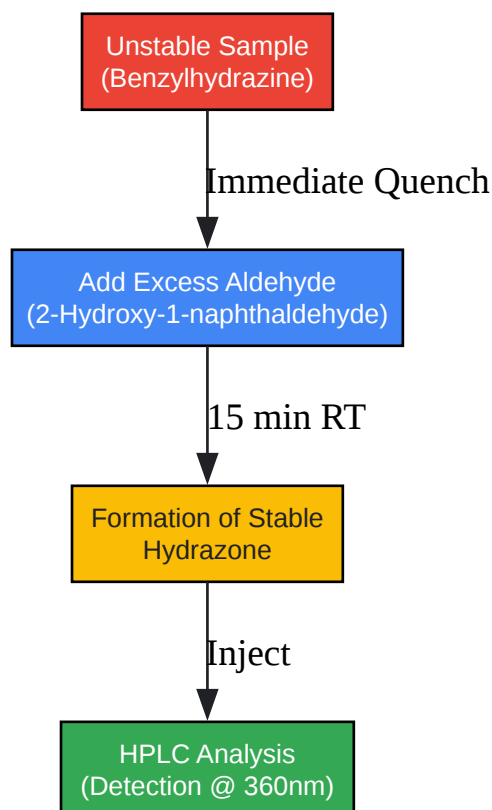 Unstable Sample
(Benzylhydrazine)
Immediate Quench
Add Excess Aldehyde
(2-Hydroxy-1-naphthaldehyde)
15 min RT
Formation of Stable
Hydrazone
Inject
HPLC Analysis
(Detection @ 360nm)